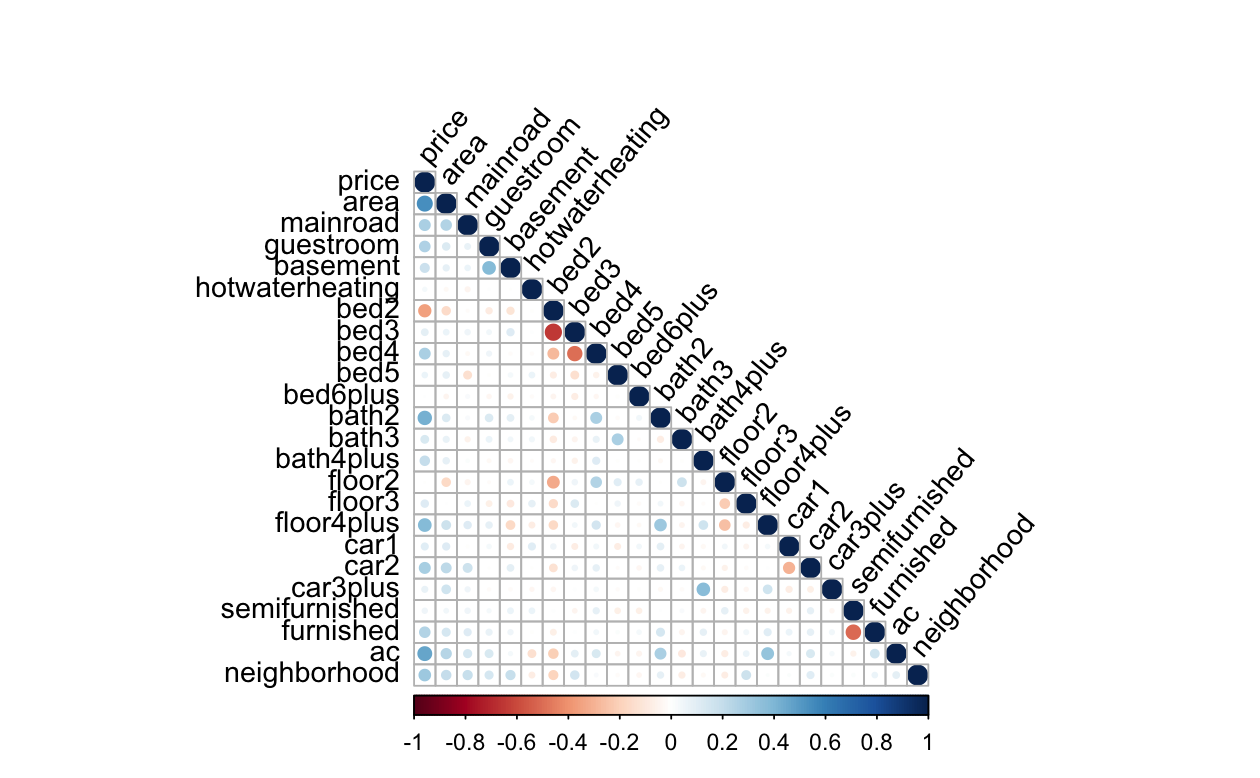 price
area
mainroad
guestroom
basement
hotwaterheating
bed2
bed3
bed4
bed5
bed6plus
bath2
bath3
bath4plus
floor2
floor3
floor4plus
car1
car2
car3plus
semifurnished
furnished
ac
neighborhood
price
area
mainroad
guestroom
basement
hotwaterheating
bed2
bed3
bed4
bed5
bed6plus
bath2
bath3
bath4plus
floor2
floor3
floor4plus
car1
car2
car3plus
semifurnished
furnished
ac
neighborhood
-1 -0.8 -0.6 -0.4 -0.2 0 0.2 0.4 0.6 0.8 1